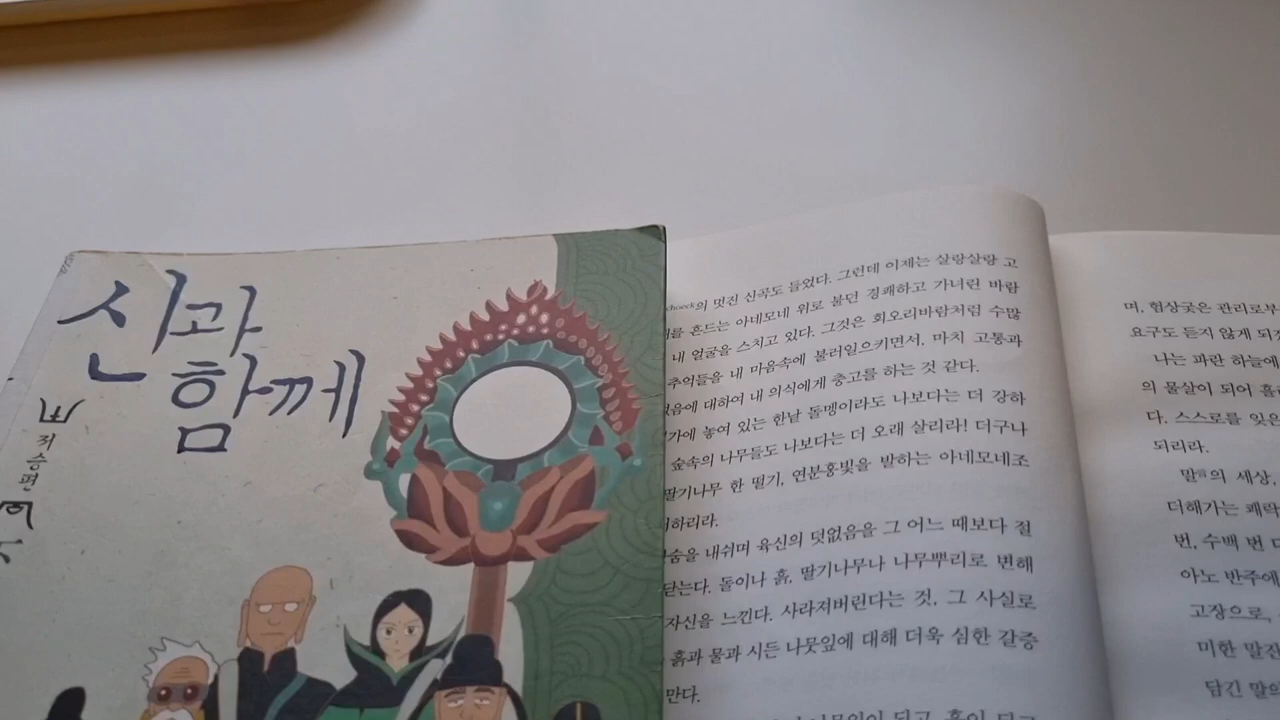 신과
함께
저승편
choeck의 멋진 신곡도 들었다. 그런데 이제는 살랑살랑 고
를 흔드는 아네모네 위로 불던 경쾌하고 가녀린 바람
내 얼굴을 스치고 있다. 그것은 회오리바람처럼 수많
추억들을 내 마음속에 불러일으키면서, 마치 고통과
없음에 대하여 내 의식에게 충고를 하는 것 같다.
가에 놓여 있는 한낱 돌멩이라도 나보다는 더 강하
숲속의 나무들도 나보다는 더 오래 살리라! 더구나
딸기나무 한 떨기, 연분홍빛을 발하는 아네모네조
하리라.
숨을 내쉬며 육신의 덧없음을 그 어느 때보다 절
닫는다. 돌이나 흙, 딸기나무나 나무뿌리로 변해
자신을 느낀다. 사라져버린다는 것, 그 사실로
흙과 물과 시든 나뭇잎에 대해 더욱 심한 갈증
만다.
며, 험상궂은 관리로부
요구도 듣지 않게 되
나는 파란 하늘에
의 물살이 되어 흘
다. 스스로를 잊은
되리라.
말의 세상,
더해가는 쾌락
번, 수백 번
아노 반주에
고장으로,
미한 말잔
담긴 말의